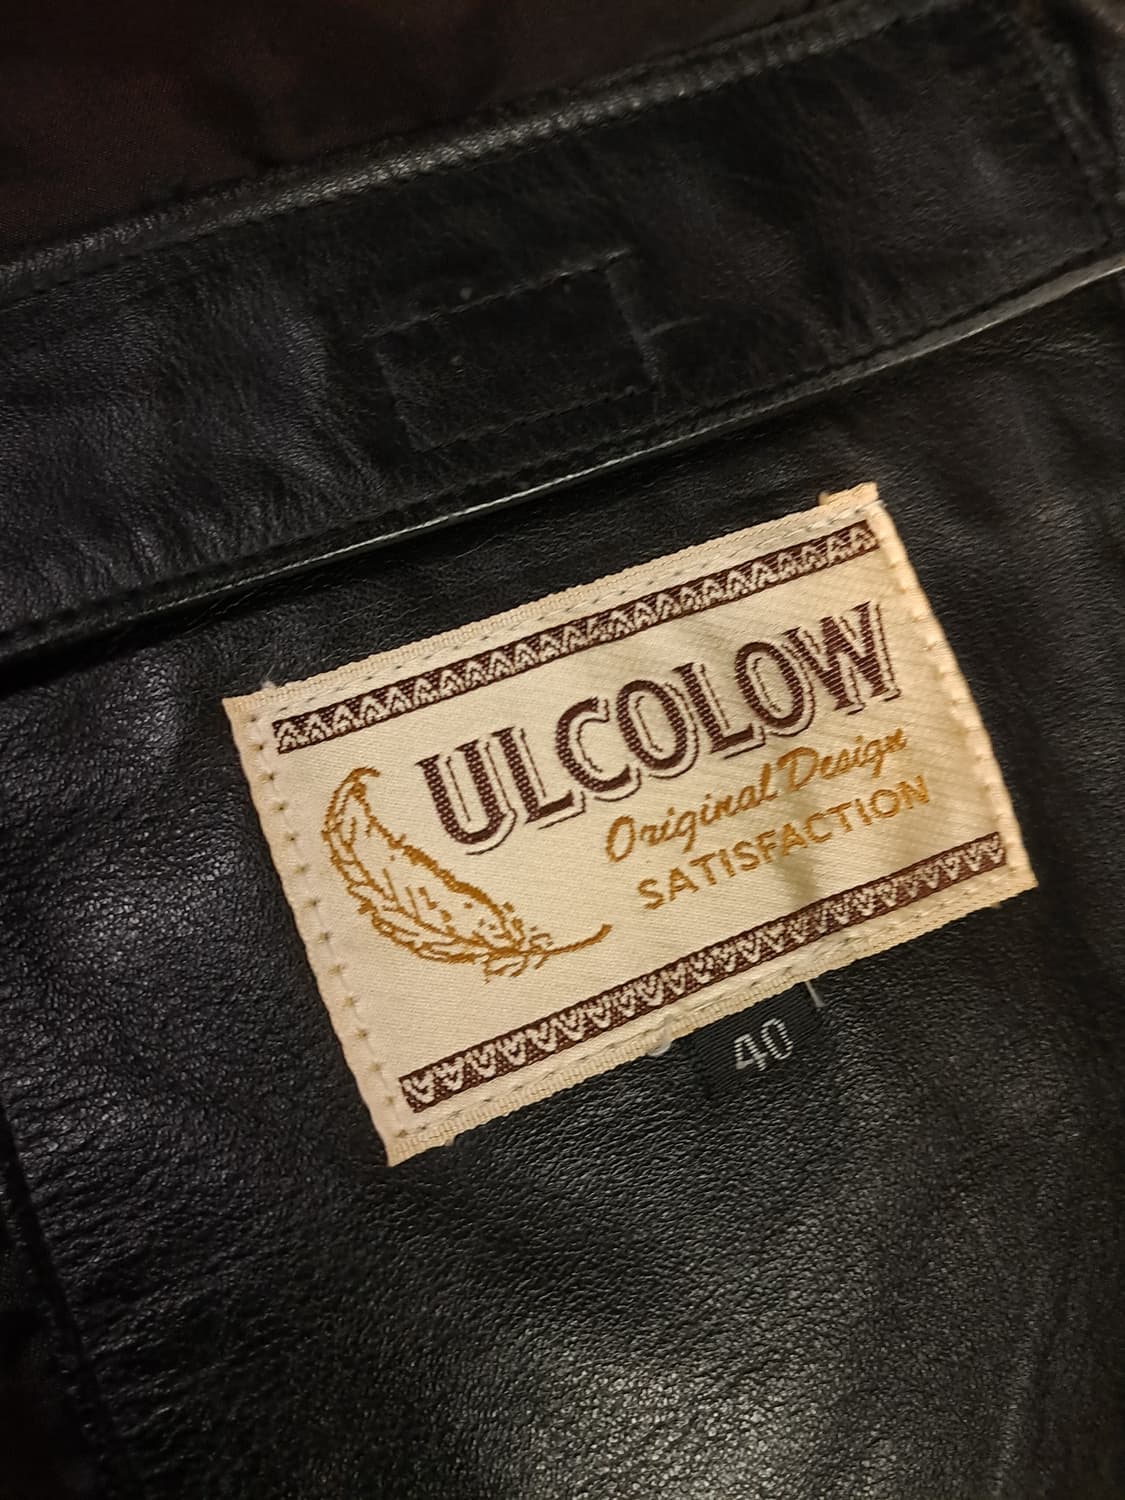 ULCOLOW
Original Design
SATISFACTION
40